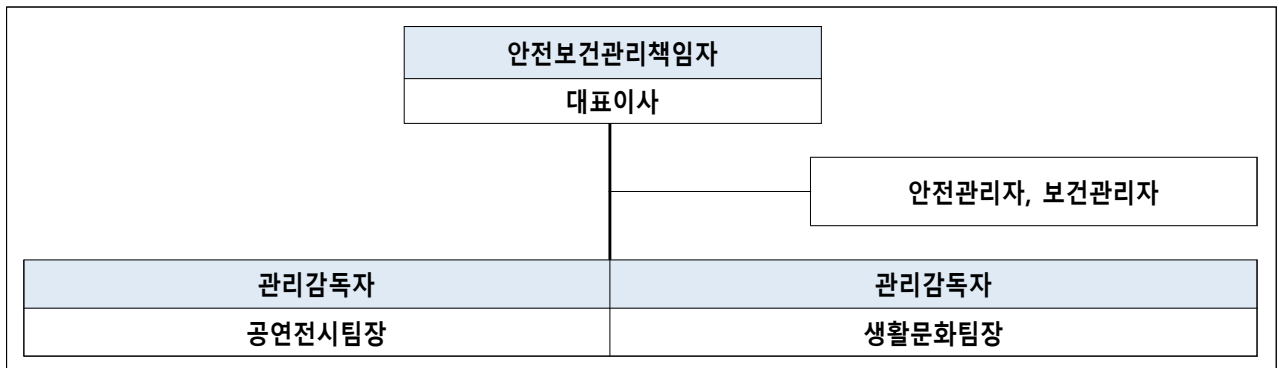 안전보건관리책임자
대표이사
안전관리자, 보건관리자
관리감독자 관리감독자
공연전시팀장 생활문화팀장